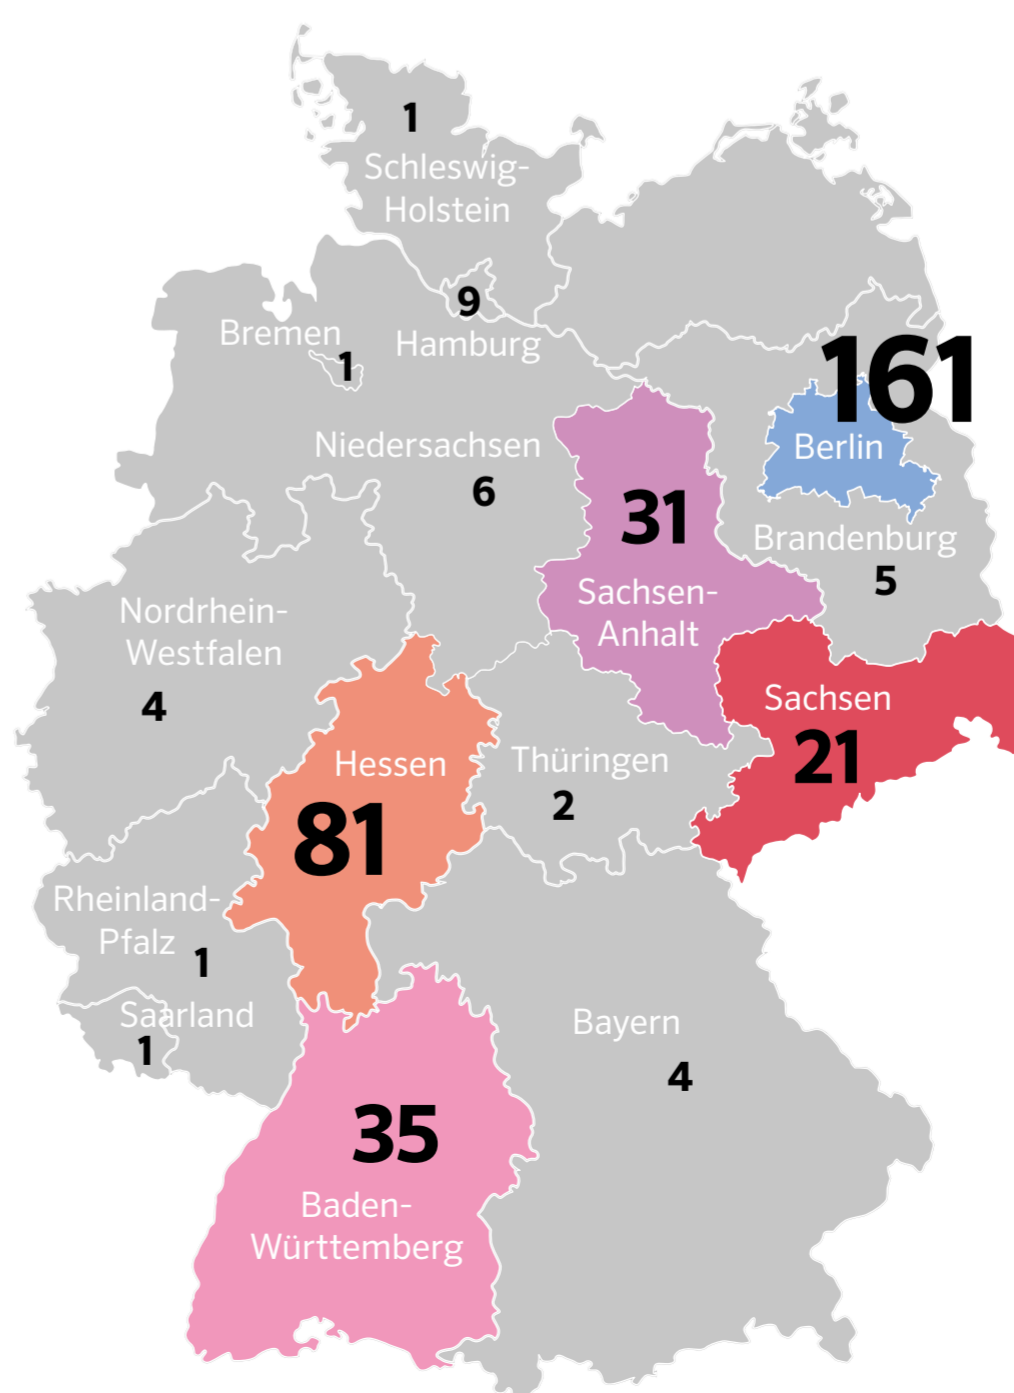 1
Schleswig-
Holstein
9
Hamburg
Bremen
1
161
Berlin
Niedersachsen
6
31
Sachsen-
Anhalt
Brandenburg
5
Nordrhein-
Westfalen
4
Sachsen
21
Hessen
81
Thüringen
2
Rheinland-
Pfalz
1
Saarland
1
Bayern
4
35
Baden-
Württemberg